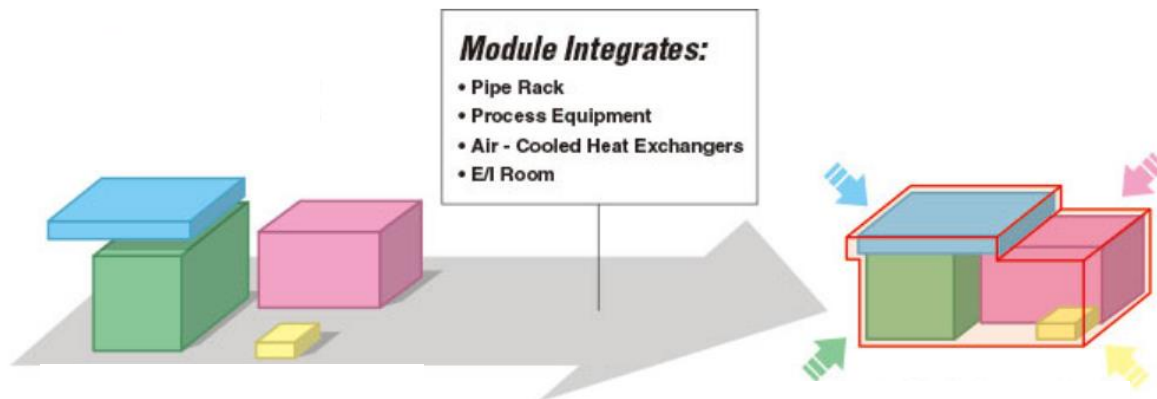 Module Integrates:
• Pipe Rack
• Process Equipment
• Air - Cooled Heat Exchangers
• E/I Room